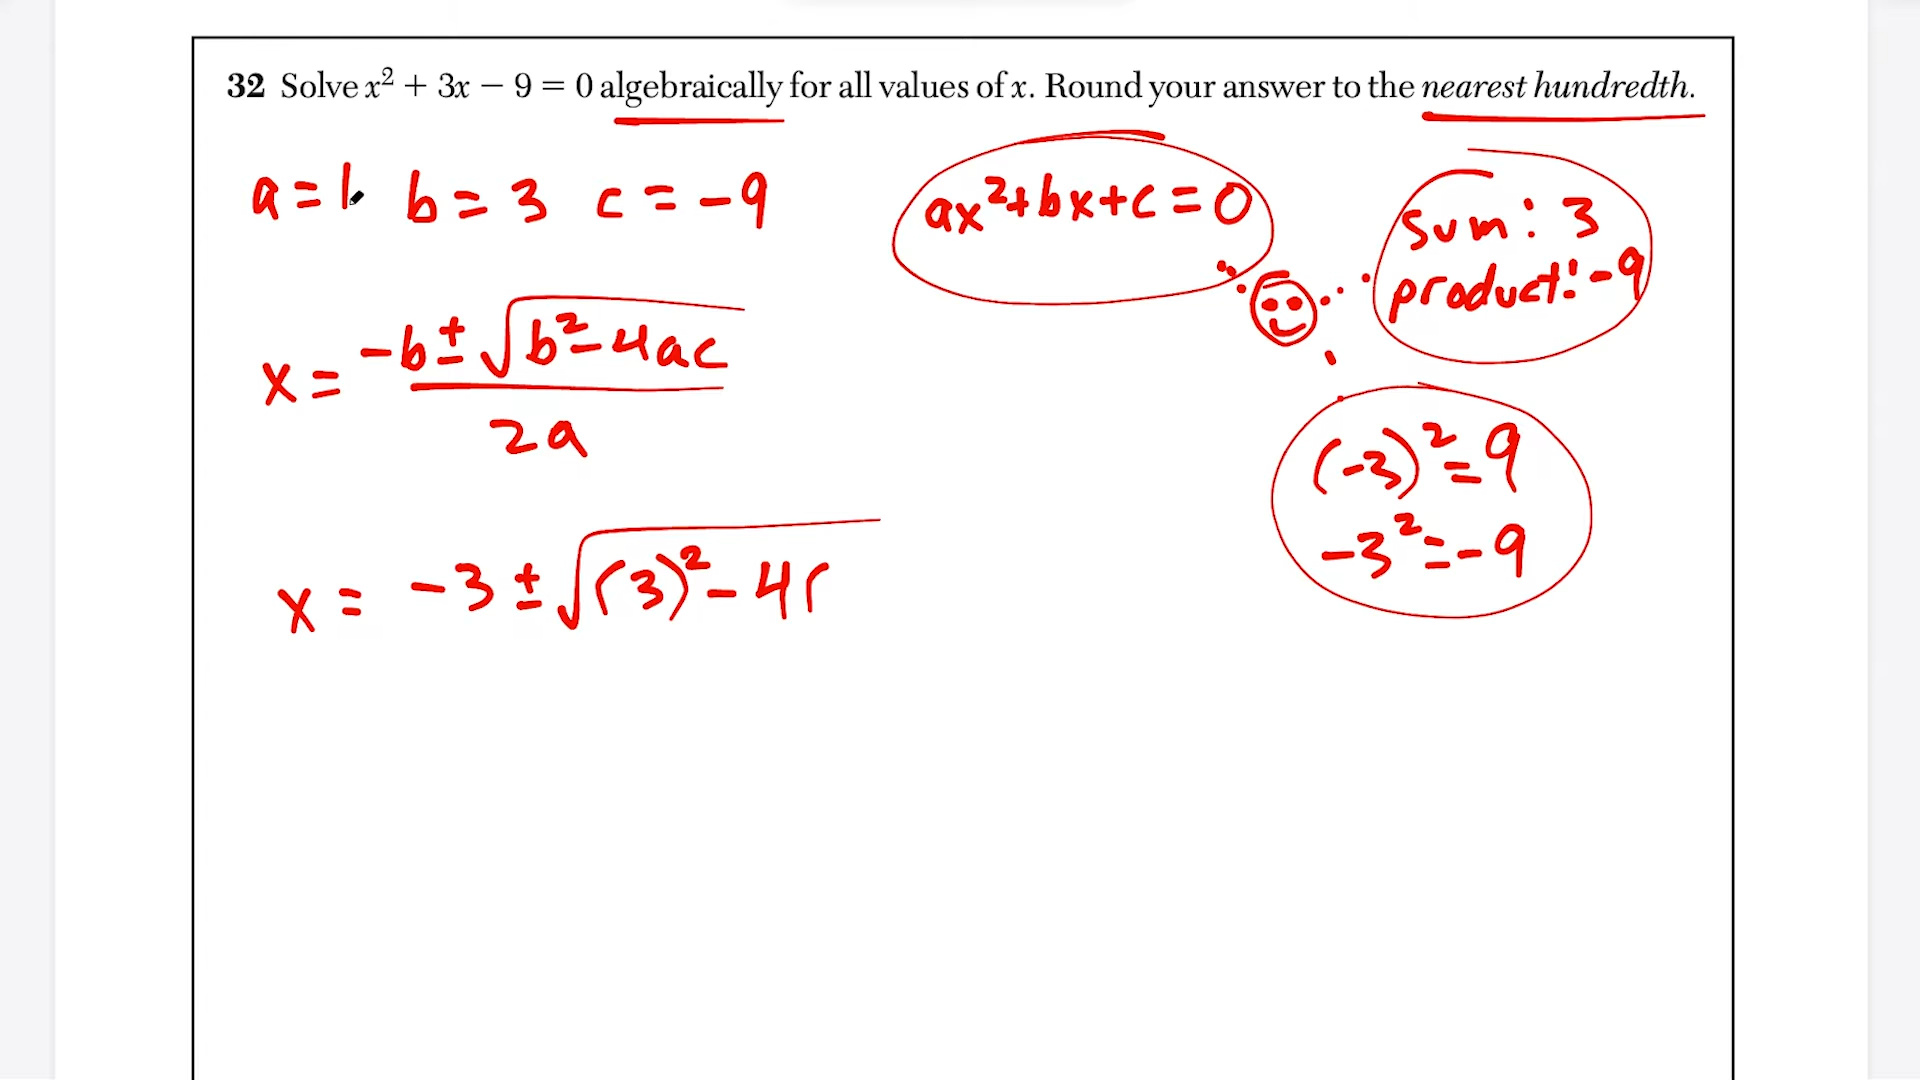 32 Solve x² + 3x − 9 = 0 algebraically for all values of x. Round your answer to the nearest hundredth.
a = 1 b = 3 c = -9
ax² + bx + c = 0
sum: 3
product: -9
x = (-b ± √(b² - 4ac)) / 2a
(-3)² = 9
-3² = -9
x = -3 ± √((3)² - 4(